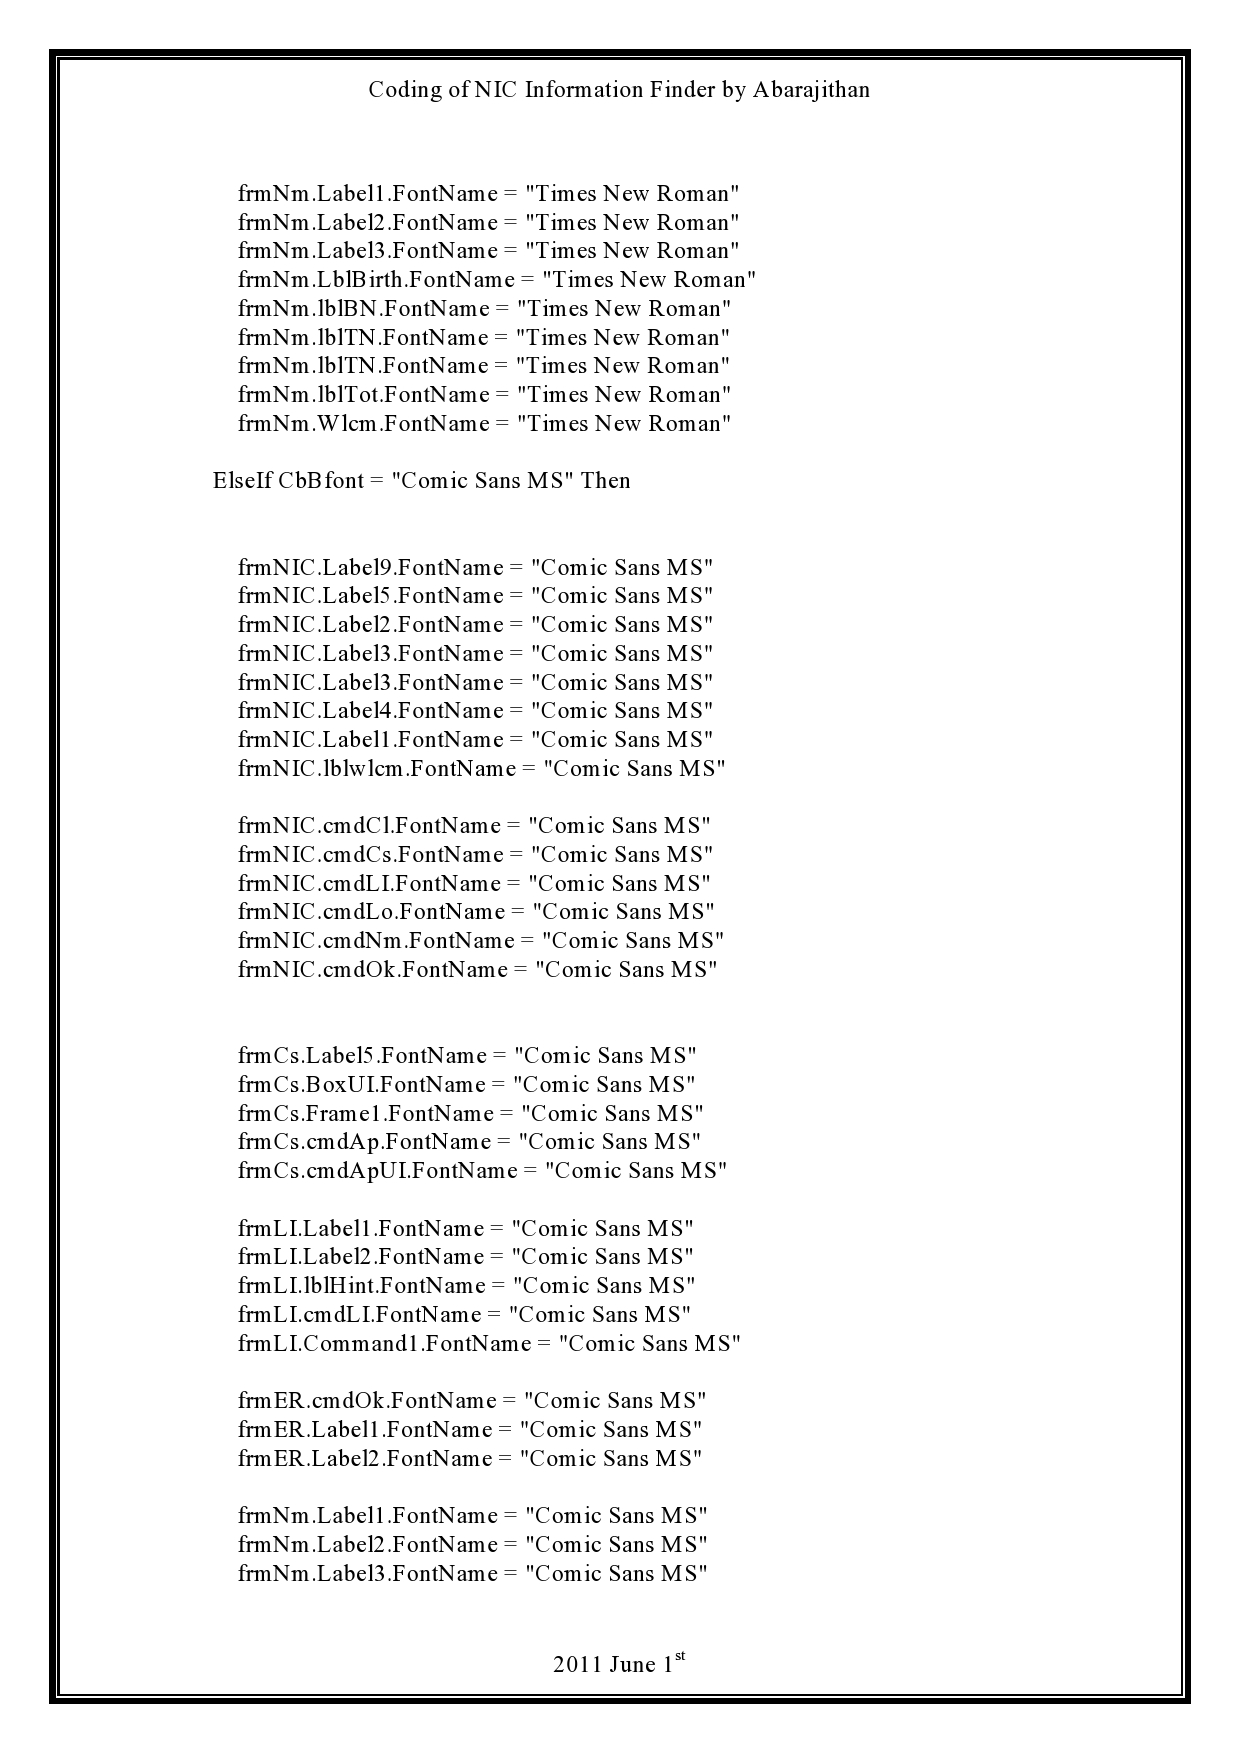 Coding of NIC Information Finder by Abarajithan
frmNm.Label1.FontName = "Times New Roman"
frmNm.Label2.FontName = "Times New Roman"
frmNm.Label3.FontName = "Times New Roman"
frmNm.LblBirth.FontName = "Times New Roman"
frmNm.lblBN.FontName = "Times New Roman"
frmNm.lblTN.FontName = "Times New Roman"
frmNm.lblTN.FontName = "Times New Roman"
frmNm.lblTot.FontName = "Times New Roman"
frmNm.Wlcm.FontName = "Times New Roman"
ElseIf CbBfont = "Comic Sans MS" Then
frmNIC.Label9.FontName = "Comic Sans MS"
frmNIC.Label5.FontName = "Comic Sans MS"
frmNIC.Label2.FontName = "Comic Sans MS"
frmNIC.Label3.FontName = "Comic Sans MS"
frmNIC.Label3.FontName = "Comic Sans MS"
frmNIC.Label4.FontName = "Comic Sans MS"
frmNIC.Label1.FontName = "Comic Sans MS"
frmNIC.lblwlcm.FontName = "Comic Sans MS"
frmNIC.cmdCl.FontName = "Comic Sans MS"
frmNIC.cmdCs.FontName = "Comic Sans MS"
frmNIC.cmdLI.FontName = "Comic Sans MS"
frmNIC.cmdLo.FontName = "Comic Sans MS"
frmNIC.cmdNm.FontName = "Comic Sans MS"
frmNIC.cmdOk.FontName = "Comic Sans MS"
frmCs.Label5.FontName = "Comic Sans MS"
frmCs.BoxUI.FontName = "Comic Sans MS"
frmCs.Frame1.FontName = "Comic Sans MS"
frmCs.cmdAp.FontName = "Comic Sans MS"
frmCs.cmdApUI.FontName = "Comic Sans MS"
frmLI.Label1.FontName = "Comic Sans MS"
frmLI.Label2.FontName = "Comic Sans MS"
frmLI.lblHint.FontName = "Comic Sans MS"
frmLI.cmdLI.FontName = "Comic Sans MS"
frmLI.Command1.FontName = "Comic Sans MS"
frmER.cmdOk.FontName = "Comic Sans MS"
frmER.Label1.FontName = "Comic Sans MS"
frmER.Label2.FontName = "Comic Sans MS"
frmNm.Label1.FontName = "Comic Sans MS"
frmNm.Label2.FontName = "Comic Sans MS"
frmNm.Label3.FontName = "Comic Sans MS"
2011 June 1st